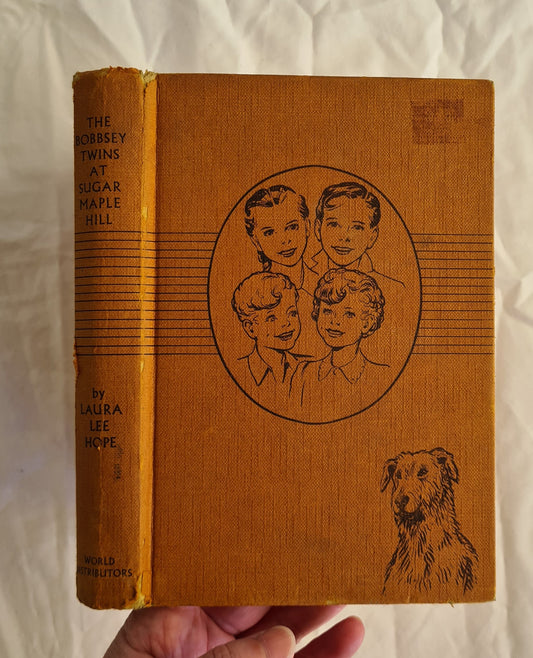 THE
BOBBSEY
TWINS
AT
SUGAR
MAPLE
HILL
by
LAURA
LEE
HOPE
WORLD
DISTRIBUTORS